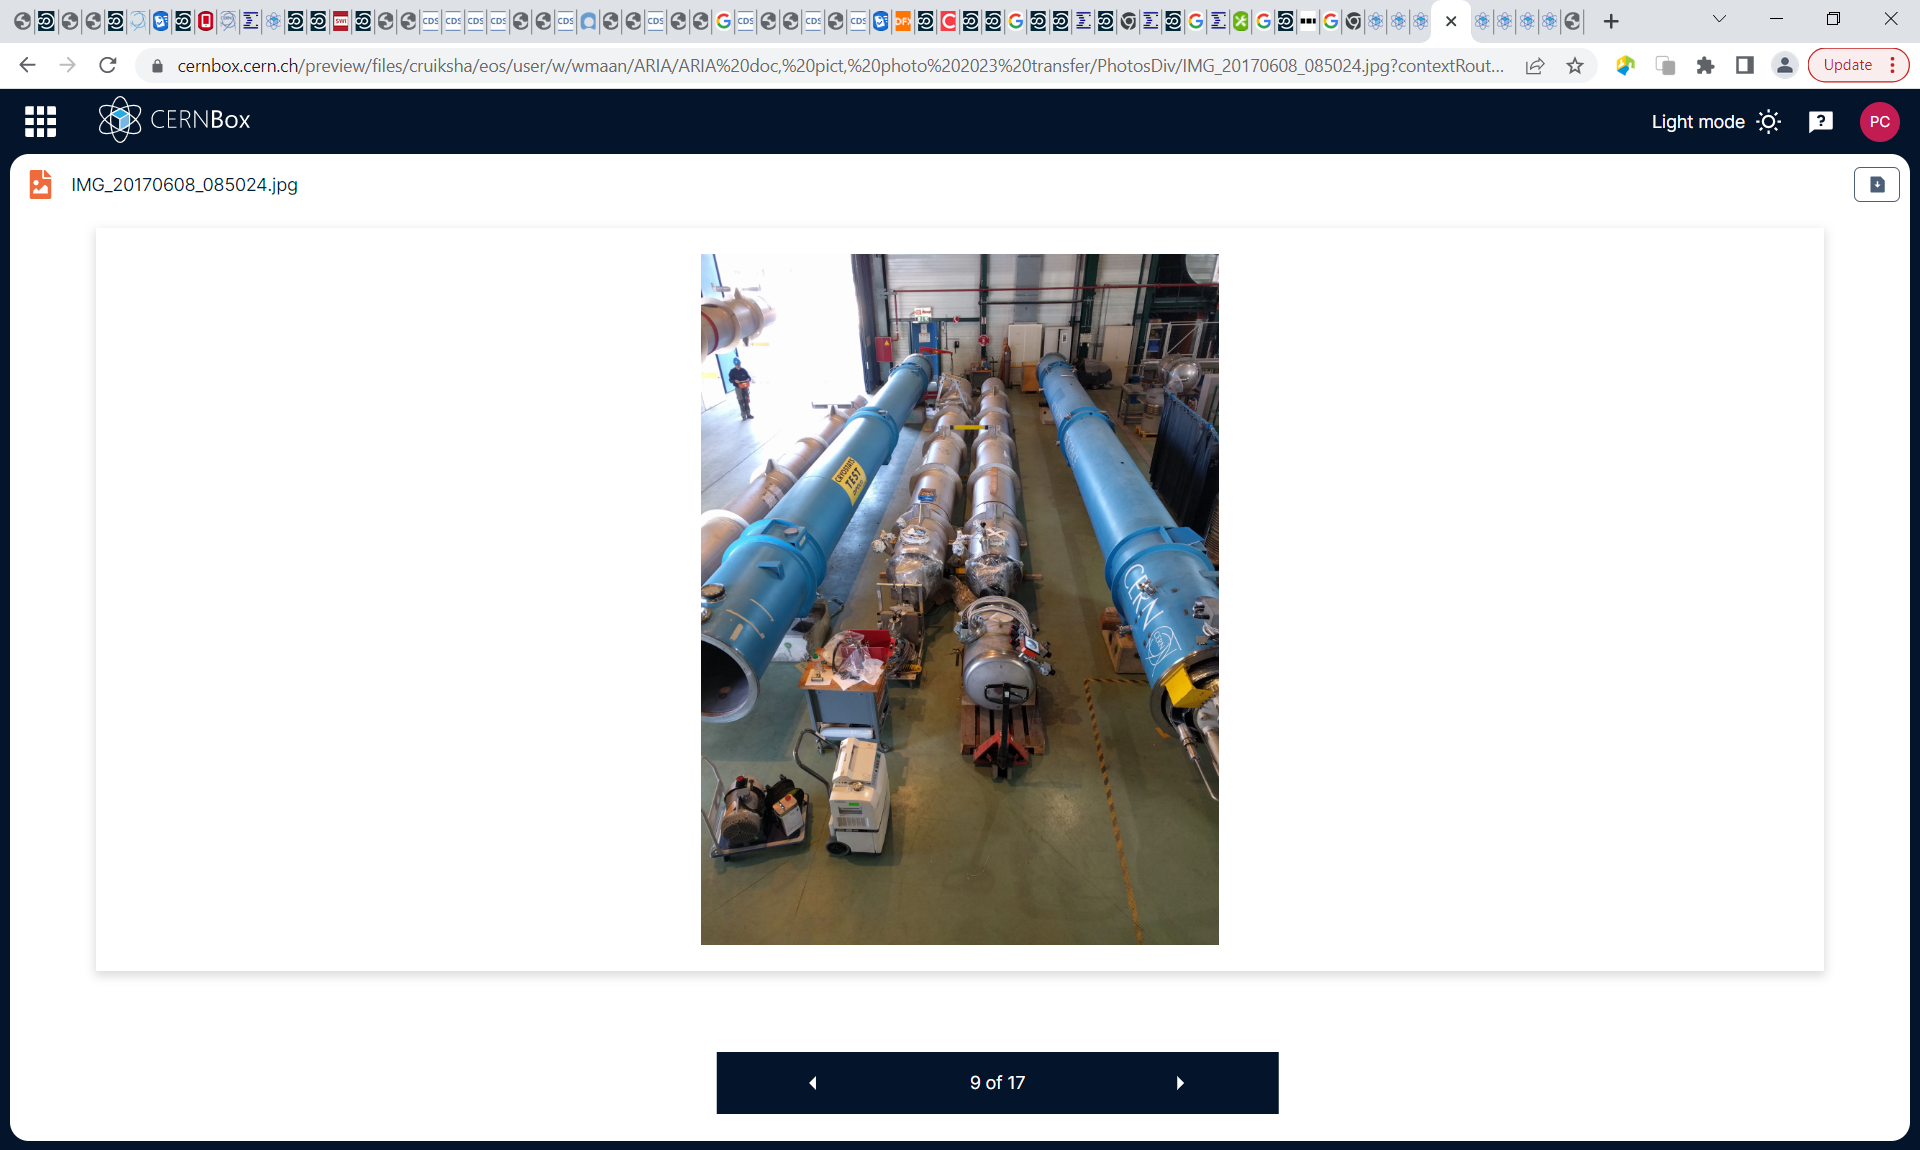 cernbox.cern.ch/preview/files/cruiksha/eos/user/w/wmaan/ARIA/ARIA%20doc,%20pict,%20photo%202023%20transfer/PhotosDiv/IMG_20170608_085024.jpg?contextRout...
Update
CERNBox
Light mode
PC
IMG_20170608_085024.jpg
TEST
CERN
9 of 17